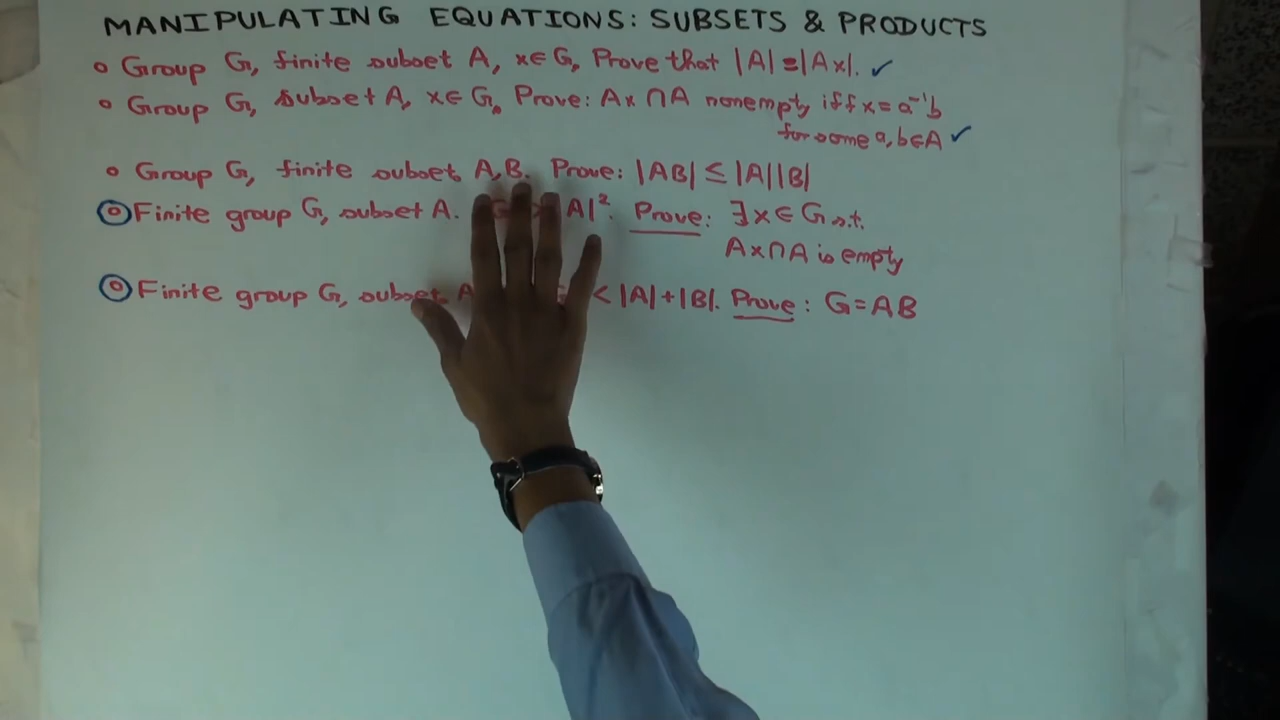 MANIPULATING EQUATIONS: SUBSETS & PRODUCTS
∘ Group G, finite subset A, x∈G, Prove that |A|=|Ax|. ✓
∘ Group G, subset A, x∈G. Prove: Ax∩A nonempty iff x=a⁻¹b
for some a,b∈A ✓
∘ Group G, finite subset A,B. Prove: |AB| ≤ |A||B|
⊙ Finite group G, subset A. > |A|². Prove: ∃x∈G s.t.
Ax∩A is empty
⊙ Finite group G, subset A < |A|+|B|. Prove: G=AB